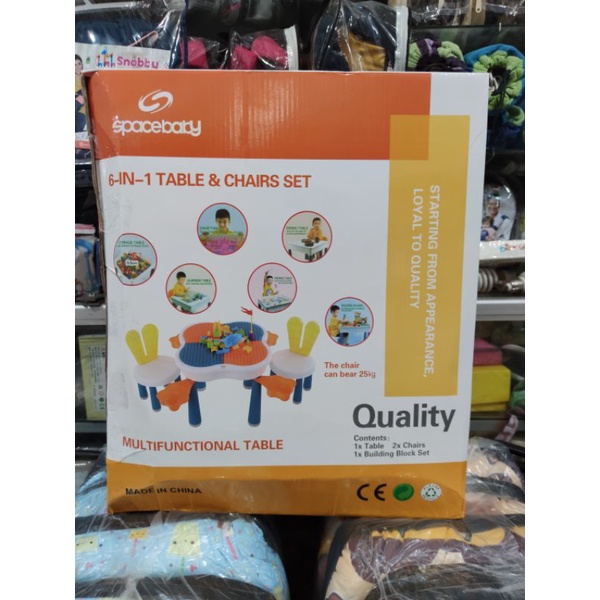 Snobby
spacebaby
6-IN-1 TABLE & CHAIRS SET
STARTING FROM APPEARANCE,
LOYAL TO QUALITY
The chair
can bear 25kg
Quality
Contents:
1x Table 2x Chairs
1x Building Block Set
MULTIFUNCTIONAL TABLE
MADE IN CHINA
CE